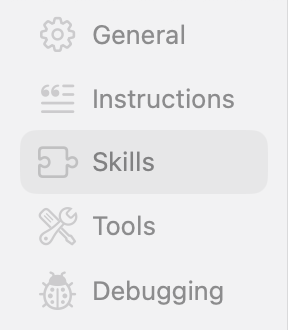 General
Instructions
Skills
Tools
Debugging